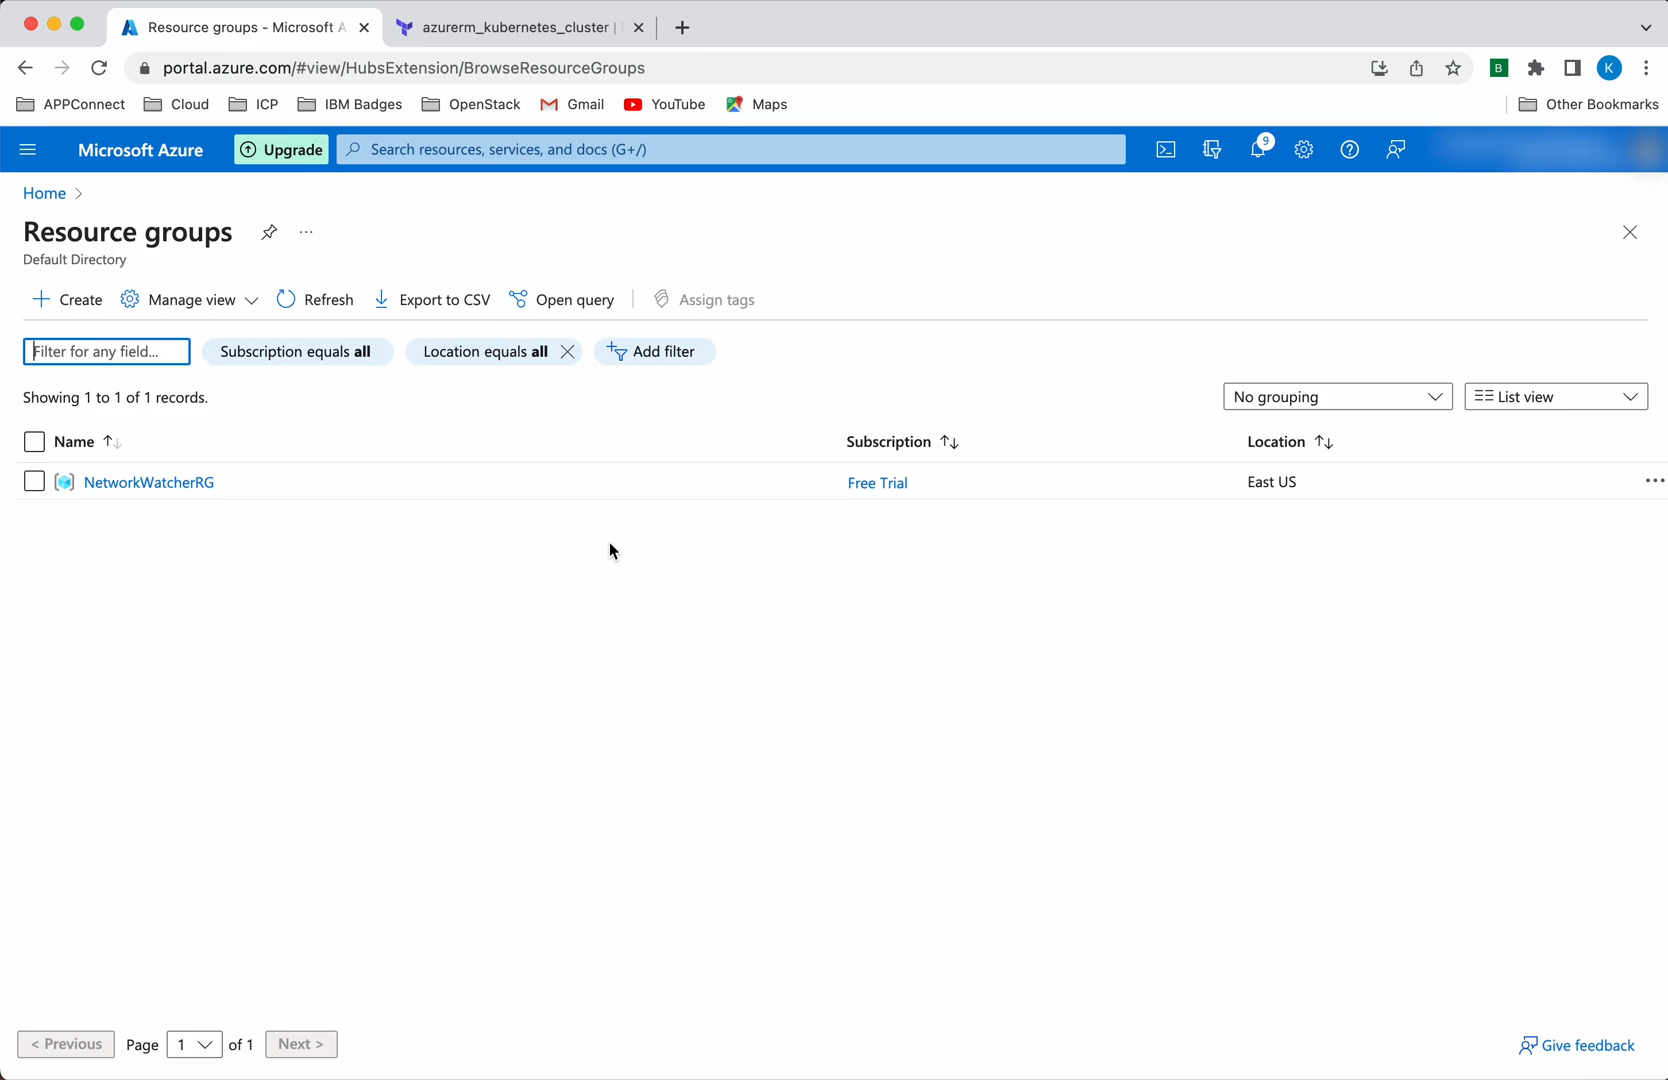 Resource groups - Microsoft A
azurerm_kubernetes_cluster |
portal.azure.com/#view/HubsExtension/BrowseResourceGroups
B
K
APPConnect
Cloud
ICP
IBM Badges
OpenStack
Gmail
YouTube
Maps
Other Bookmarks
Microsoft Azure
Upgrade
Search resources, services, and docs (G+/)
9
Home >
Resource groups
...
Default Directory
Create
Manage view
Refresh
Export to CSV
Open query
Assign tags
Filter for any field...
Subscription equals all
Location equals all
Add filter
Showing 1 to 1 of 1 records.
No grouping
List view
Name
Subscription
Location
NetworkWatcherRG
Free Trial
East US
...
< Previous
Page
1
of 1
Next >
Give feedback